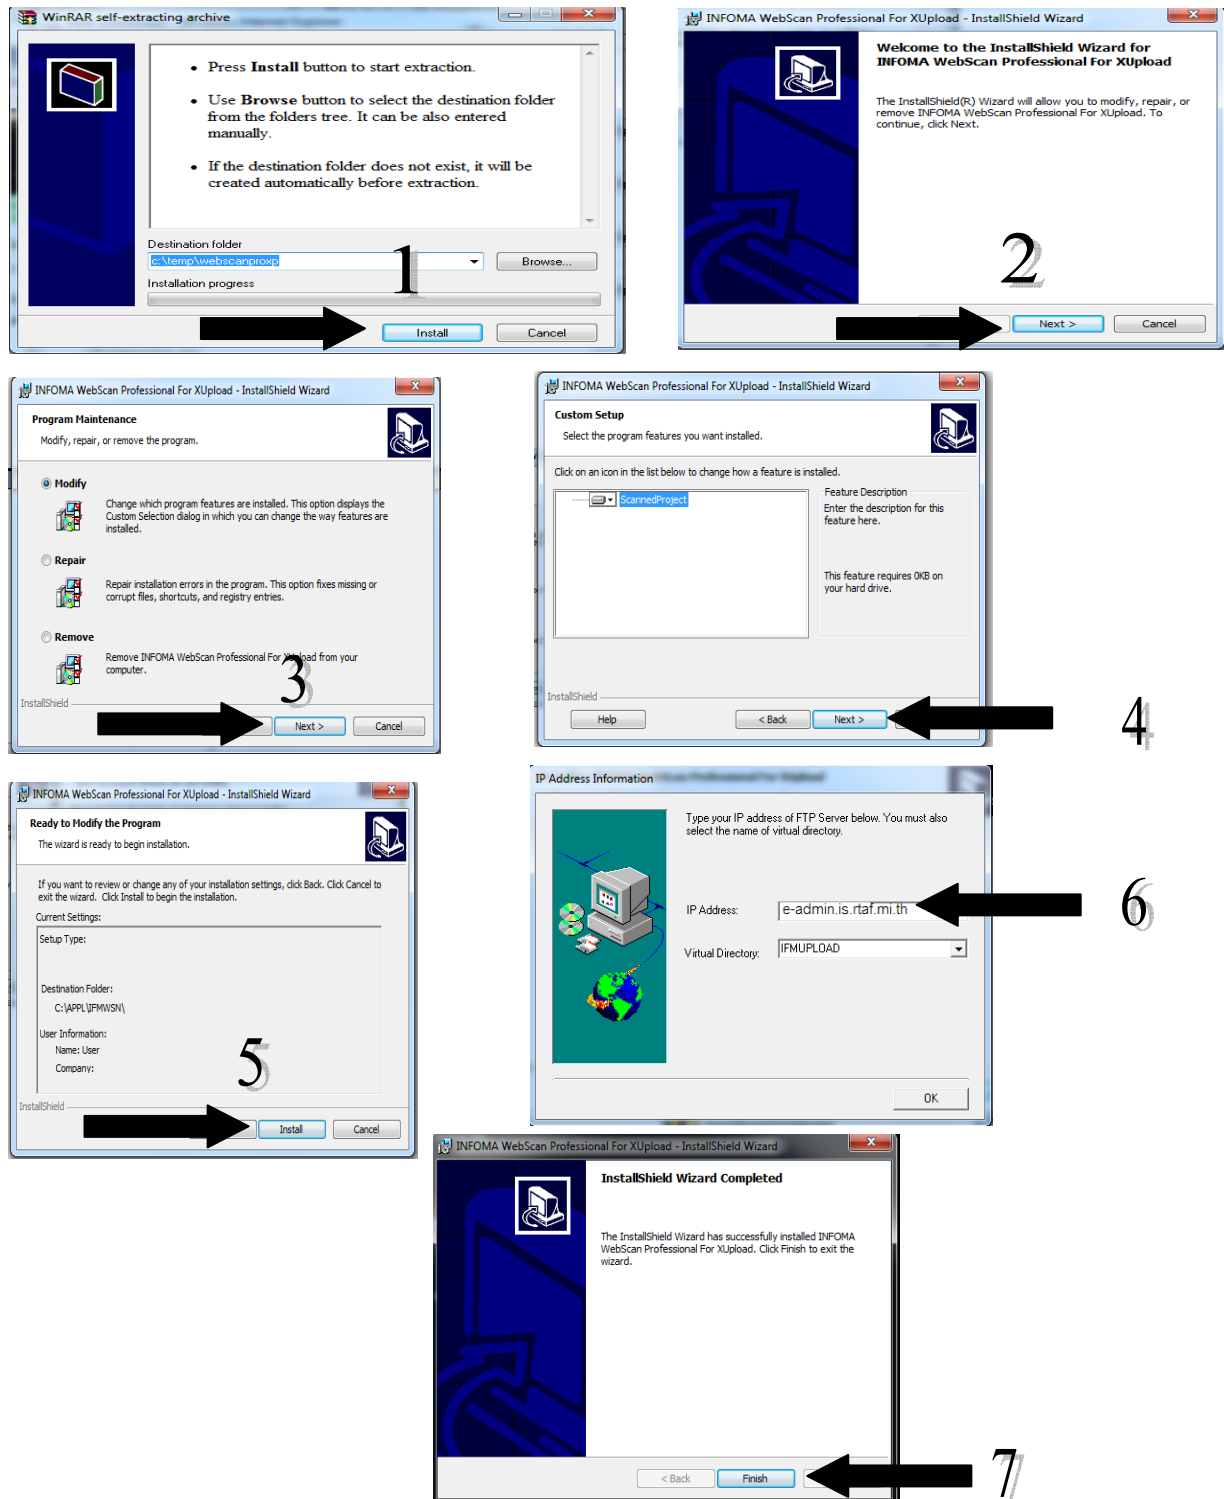 WinRAR self-extracting archive
• Press Install button to start extraction.
• Use Browse button to select the destination folder
from the folders tree. It can be also entered
manually.
• If the destination folder does not exist, it will be
created automatically before extraction.
Destination folder
c:\temp\webscanproxp
Browse...
Installation progress
1
Install
Cancel
INFOMA WebScan Professional For XUpload - InstallShield Wizard
Welcome to the InstallShield Wizard for
INFOMA WebScan Professional For XUpload
The InstallShield(R) Wizard will allow you to modify, repair, or
remove INFOMA WebScan Professional For XUpload. To
continue, click Next.
2
Next >
Cancel
INFOMA WebScan Professional For XUpload - InstallShield Wizard
Program Maintenance
Modify, repair, or remove the program.
Modify
Change which program features are installed. This option displays the
Custom Selection dialog in which you can change the way features are
installed.
Repair
Repair installation errors in the program. This option fixes missing or
corrupt files, shortcuts, and registry entries.
Remove
Remove INFOMA WebScan Professional For XUpload from your
computer.
3
InstallShield
Next >
Cancel
INFOMA WebScan Professional For XUpload - InstallShield Wizard
Custom Setup
Select the program features you want installed.
Click on an icon in the list below to change how a feature is installed.
ScannedProject
Feature Description
Enter the description for this
feature here.
This feature requires 0KB on
your hard drive.
InstallShield
Help
< Back
Next >
4
INFOMA WebScan Professional For XUpload - InstallShield Wizard
Ready to Modify the Program
The wizard is ready to begin installation.
If you want to review or change any of your installation settings, click Back. Click Cancel to
exit the wizard. Click Install to begin the installation.
Current Settings:
Setup Type:
Destination Folder:
C:\APPL\IFMWSN\
User Information:
Name: User
Company:
5
InstallShield
Install
Cancel
IP Address Information
Type your IP address of FTP Server below. You must also
select the name of virtual directory.
IP Address:
e-admin.is.rtaf.mi.th
6
Virtual Directory:
IFMUPLOAD
OK
INFOMA WebScan Professional For XUpload - InstallShield Wizard
InstallShield Wizard Completed
The InstallShield Wizard has successfully installed INFOMA
WebScan Professional For XUpload. Click Finish to exit the
wizard.
< Back
Finish
7